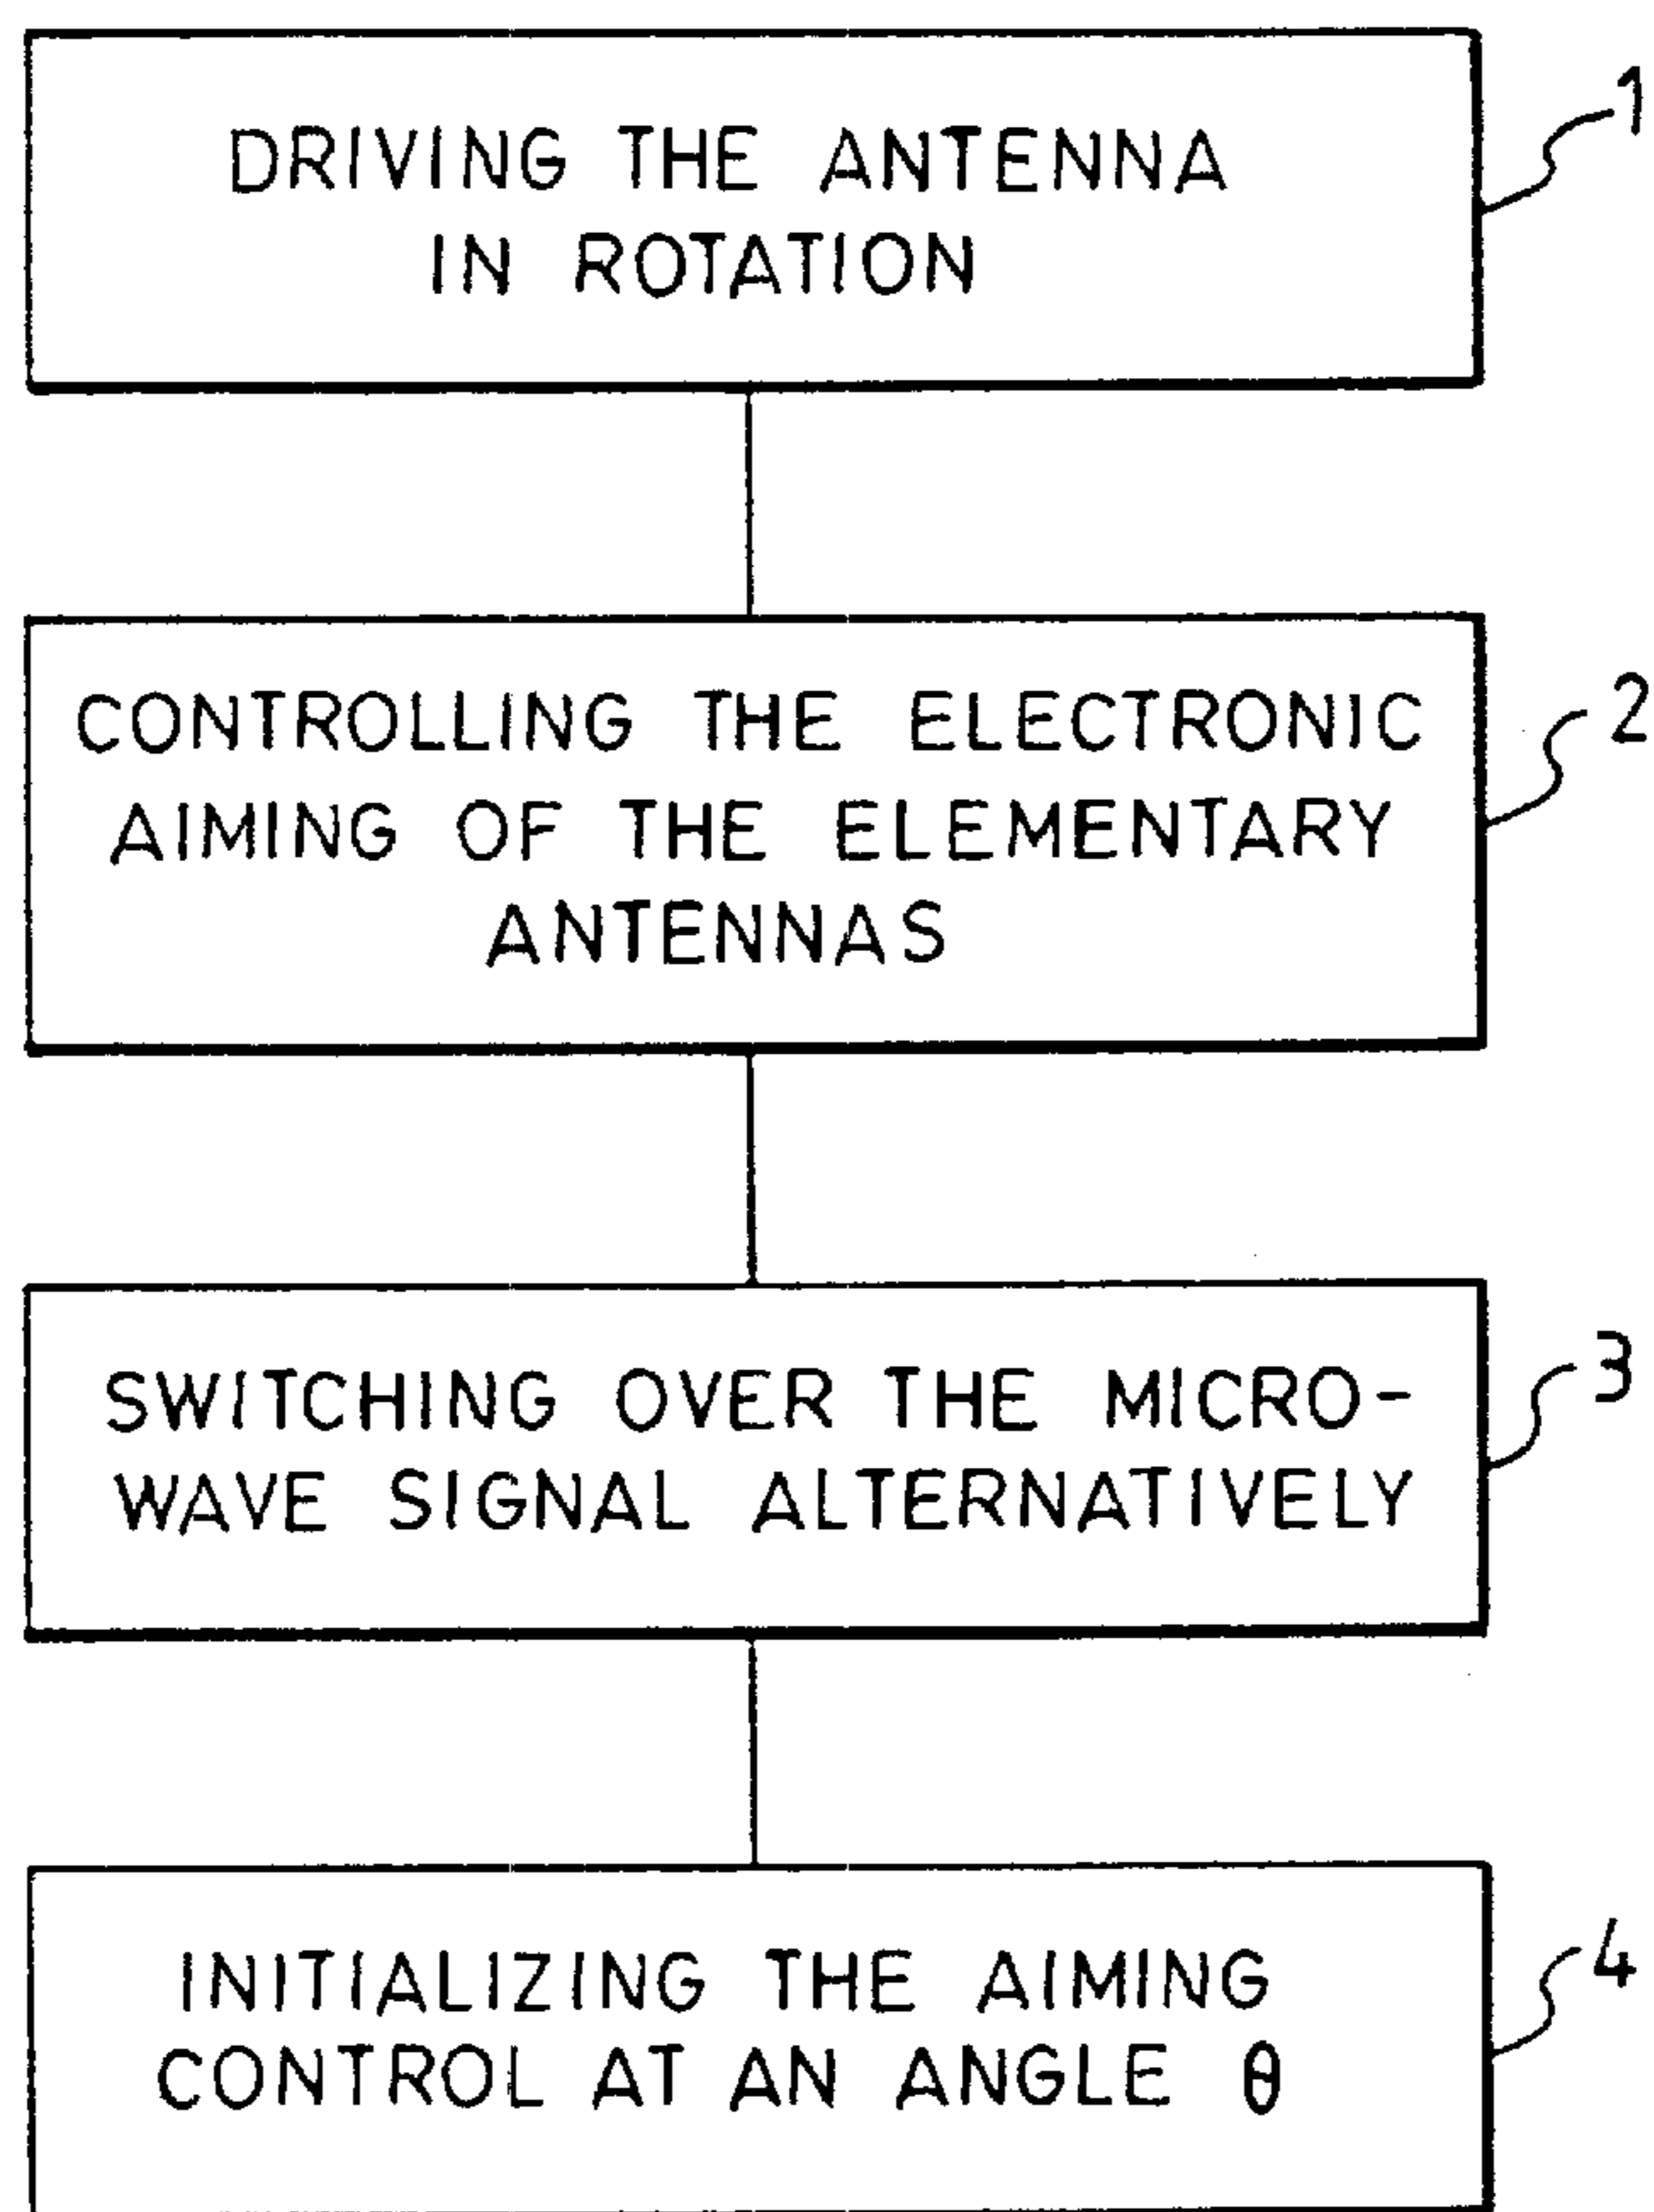 DRIVING THE ANTENNA
IN ROTATION
1
CONTROLLING THE ELECTRONIC
AIMING OF THE ELEMENTARY
ANTENNAS
2
SWITCHING OVER THE MICRO-
WAVE SIGNAL ALTERNATIVELY
3
INITIALIZING THE AIMING
CONTROL AT AN ANGLE θ
4